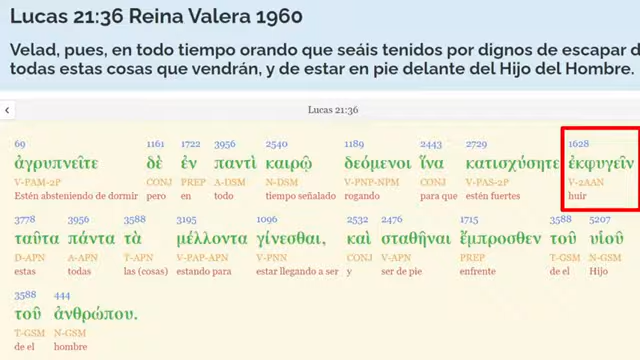 Lucas 21:36 Reina Valera 1960
Velad, pues, en todo tiempo orando que seáis tenidos por dignos de escapar d
todas estas cosas que vendrán, y de estar en pie delante del Hijo del Hombre.
Lucas 21:36
69 1161 1722 3956 2540 1189 2443 2729 1628
ἀγρυπνεῖτε δὲ ἐν παντὶ καιρῷ δεόμενοι ἵνα κατισχύσητε ἐκφυγεῖν
V-PAM-2P CONJ PREP A-DSM N-DSM V-PNP-NPM CONJ V-PAS-2P V-2AAN
Estén absteniendo de dormir pero en todo tiempo señalado rogando para que estén fuertes huir
3778 3956 3588 3195 1096 2532 2476 1715 3588 5207
ταῦτα πάντα τὰ μέλλοντα γίνεσθαι, καὶ σταθῆναι ἔμπροσθεν τοῦ υἱοῦ
D-APN A-APN T-APN V-PAP-APN V-PNN CONJ V-APN PREP T-GSM N-GSM
estas todas las (cosas) estando para estar llegando a ser y ser de pie enfrente de el Hijo
3588 444
τοῦ ἀνθρώπου.
T-GSM N-GSM
de el hombre